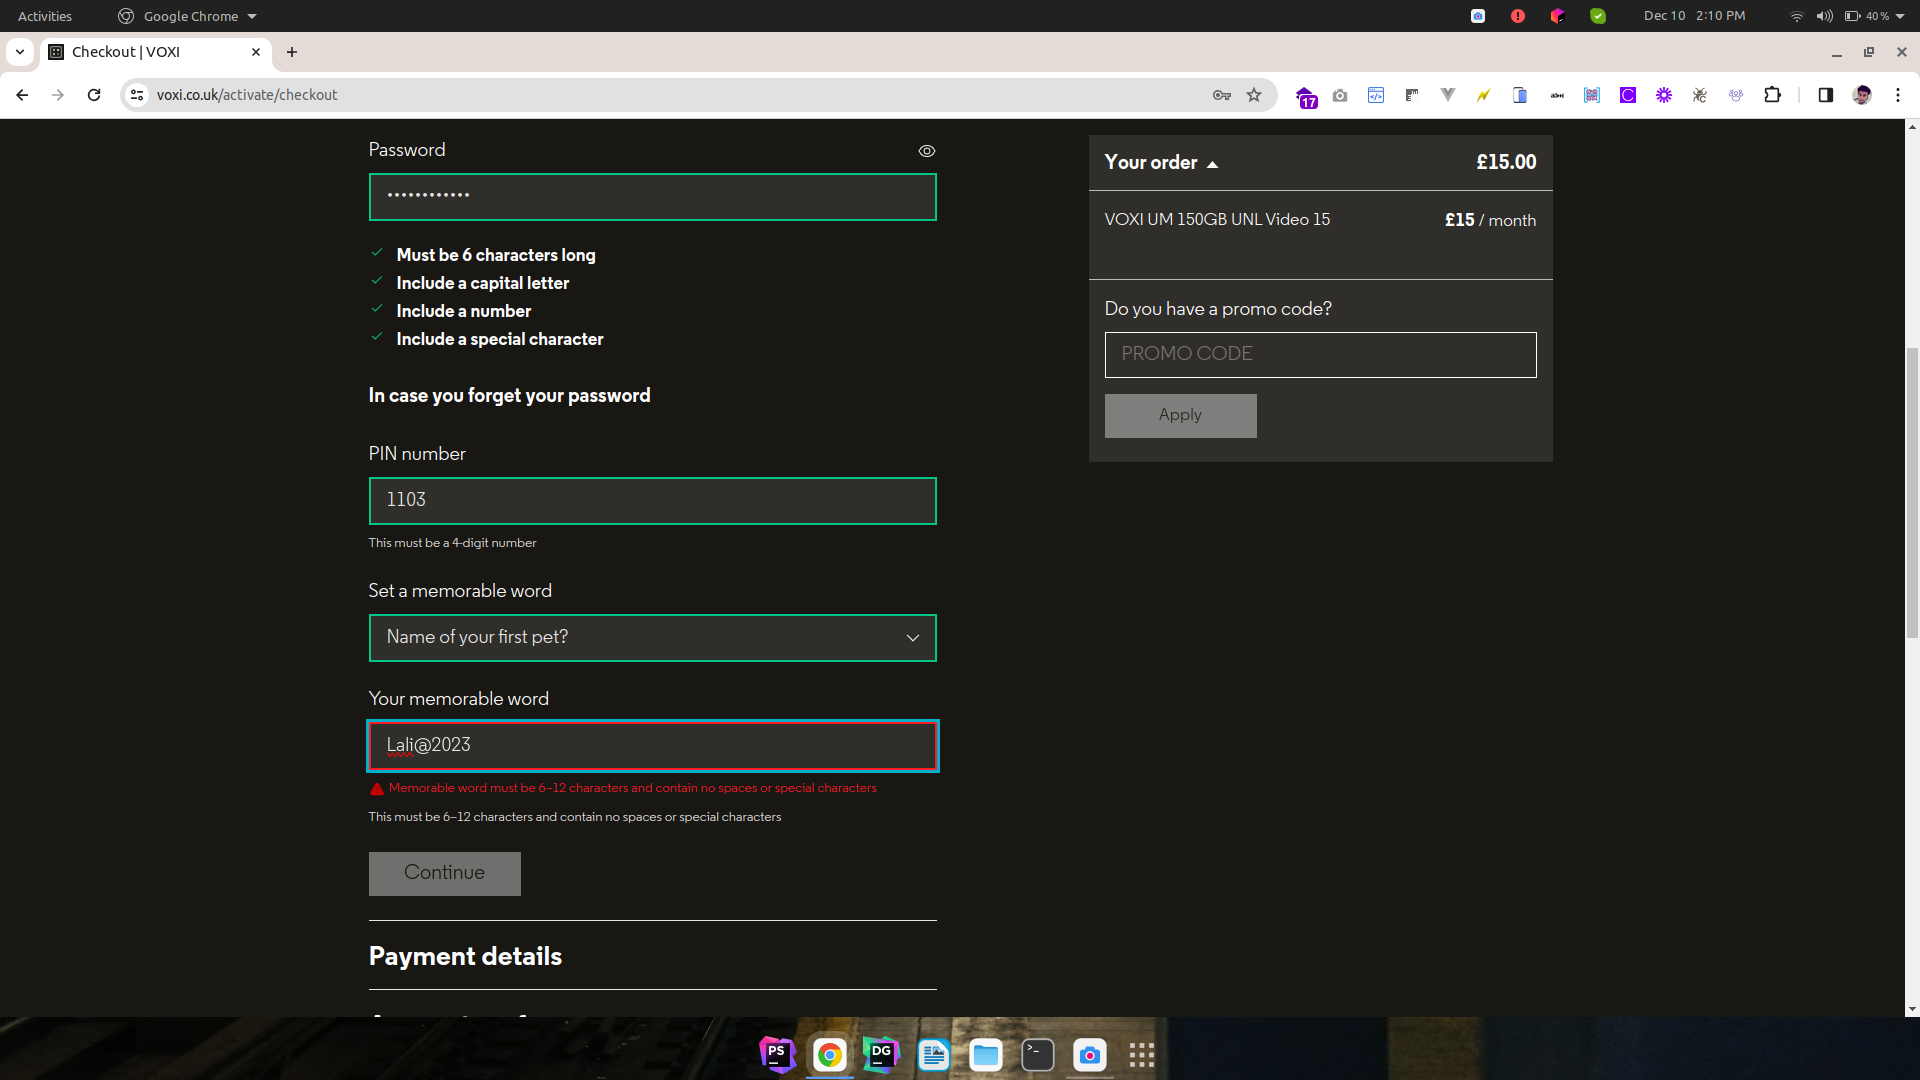 Activities
Google Chrome
Dec 10 2:10 PM
40 %
Checkout | VOXI
voxi.co.uk/activate/checkout
17
Password
••••••••••••
Must be 6 characters long
Include a capital letter
Include a number
Include a special character
In case you forget your password
PIN number
1103
This must be a 4-digit number
Set a memorable word
Name of your first pet?
Your memorable word
Lali@2023
Memorable word must be 6–12 characters and contain no spaces or special characters
This must be 6–12 characters and contain no spaces or special characters
Continue
Payment details
Your order
£15.00
VOXI UM 150GB UNL Video 15
£15 / month
Do you have a promo code?
PROMO CODE
Apply
PS
DG